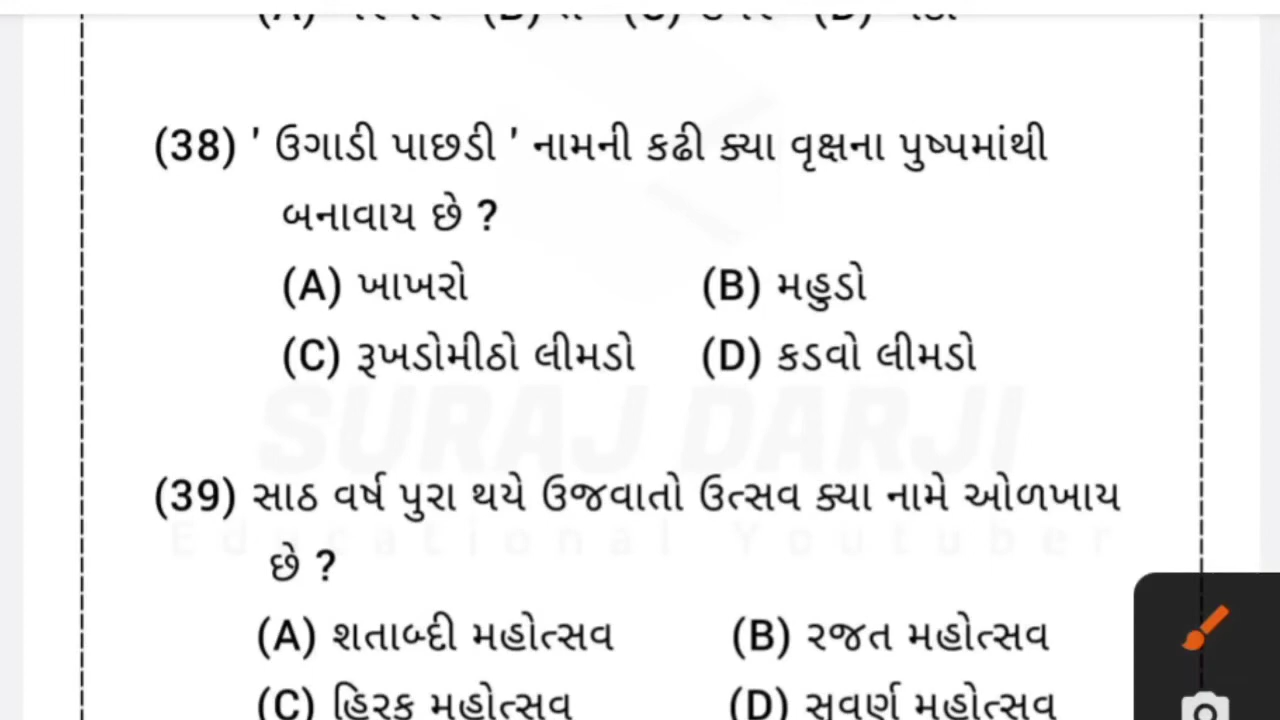 (38) ' ઉગાડી પાછડી ' નામની કઢી ક્યા વૃક્ષના પુષ્પમાંથી
બનાવાય છે ?
(A) ખાખરો (B) મહુડો
(C) રૂખડોમીઠો લીમડો (D) કડવો લીમડો
SURAJ DARJI
(39) સાઠ વર્ષ પુરા થયે ઉજવાતો ઉત્સવ ક્યા નામે ઓળખાય
Educational Youtuber
છે ?
(A) શતાબ્દી મહોત્સવ (B) રજત મહોત્સવ
(C) હિરક મહોત્સવ (D) સવર્ણ મહોત્સવ